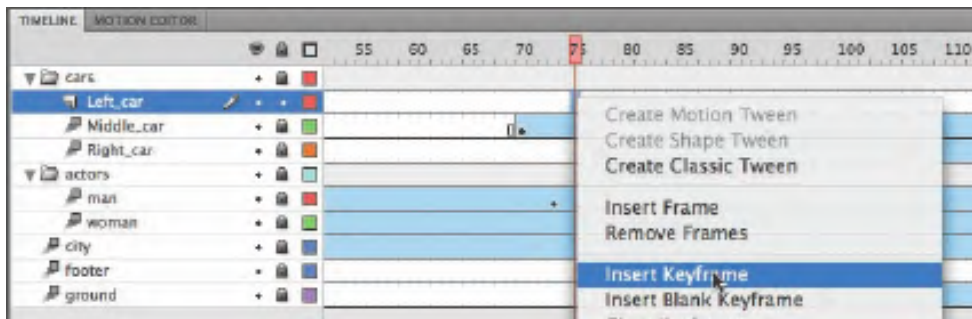 TIMELINE MOTION EDITOR
55 60 65 70 75 80 85 90 95 100 105 110
cars
Left_car
Middle_car
Right_car
actors
man
woman
city
footer
ground
Create Motion Tween
Create Shape Tween
Create Classic Tween
Insert Frame
Remove Frames
Insert Keyframe
Insert Blank Keyframe